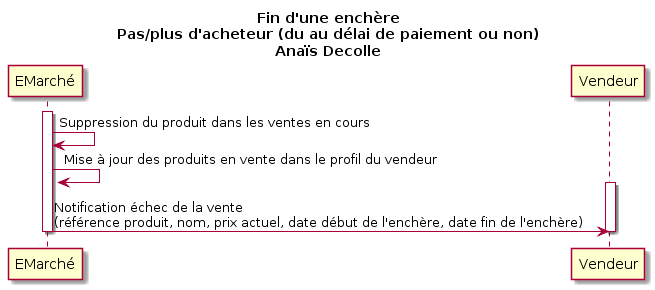 Fin d'une enchère
Pas/plus d'acheteur (du au délai de paiement ou non)
Anaïs Decolle
EMarché
Vendeur
Suppression du produit dans les ventes en cours
Mise à jour des produits en vente dans le profil du vendeur
Notification échec de la vente
(référence produit, nom, prix actuel, date début de l'enchère, date fin de l'enchère)
EMarché
Vendeur